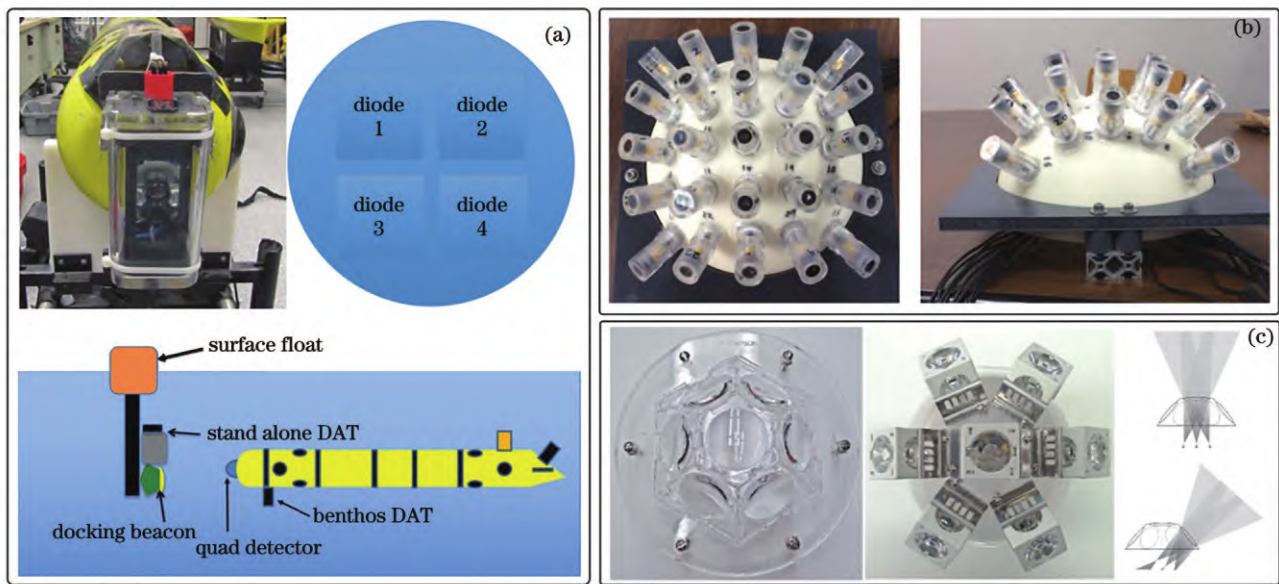 (a)
diode
1
diode
2
diode
3
diode
4
surface float
stand alone DAT
docking beacon
quad detector
benthos DAT
(b)
(c)